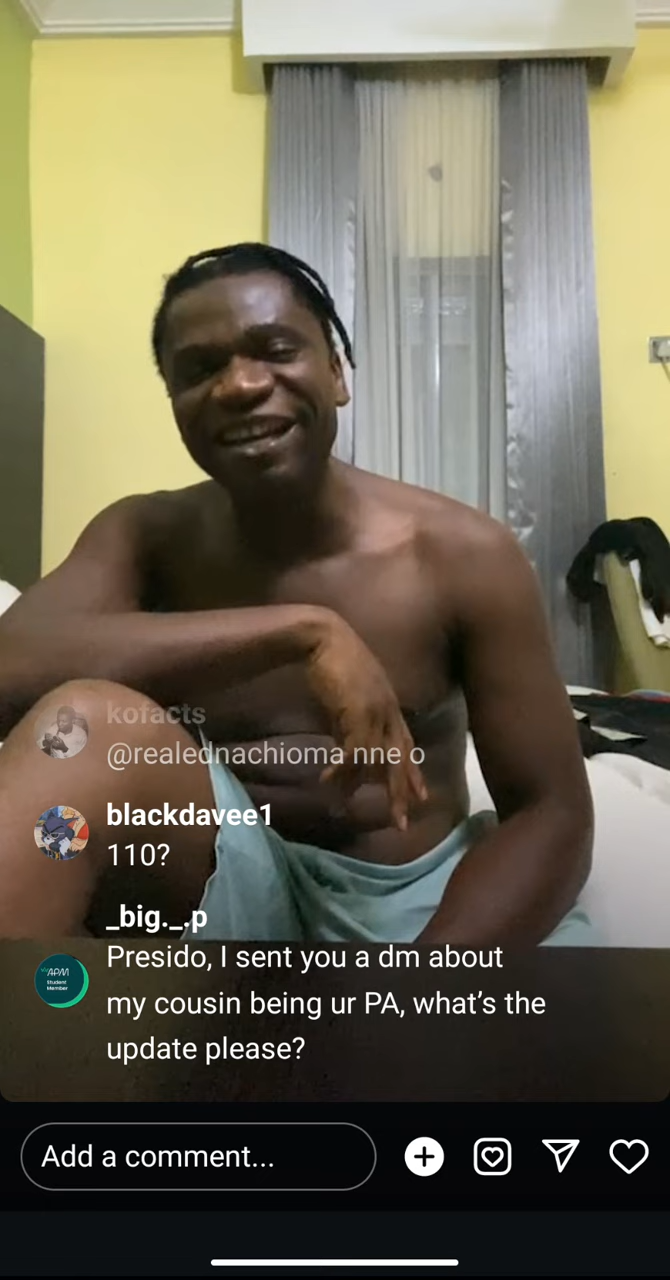 kofacts
@realednachioma nne o
blackdavee1
110?
_big._.p
Presido, I sent you a dm about
my cousin being ur PA, what's the
update please?
APM
Student
Member
Add a comment...